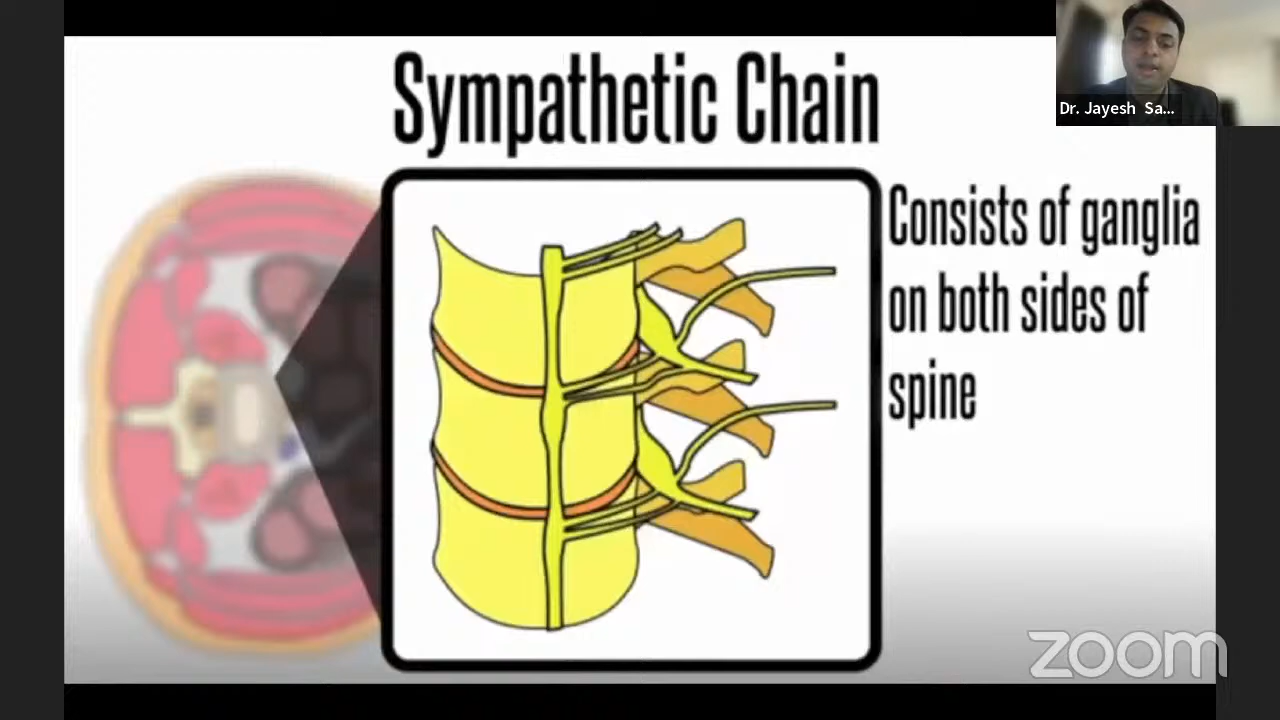 Sympathetic Chain
Dr. Jayesh Sa...
Consists of ganglia
on both sides of
spine
zoom